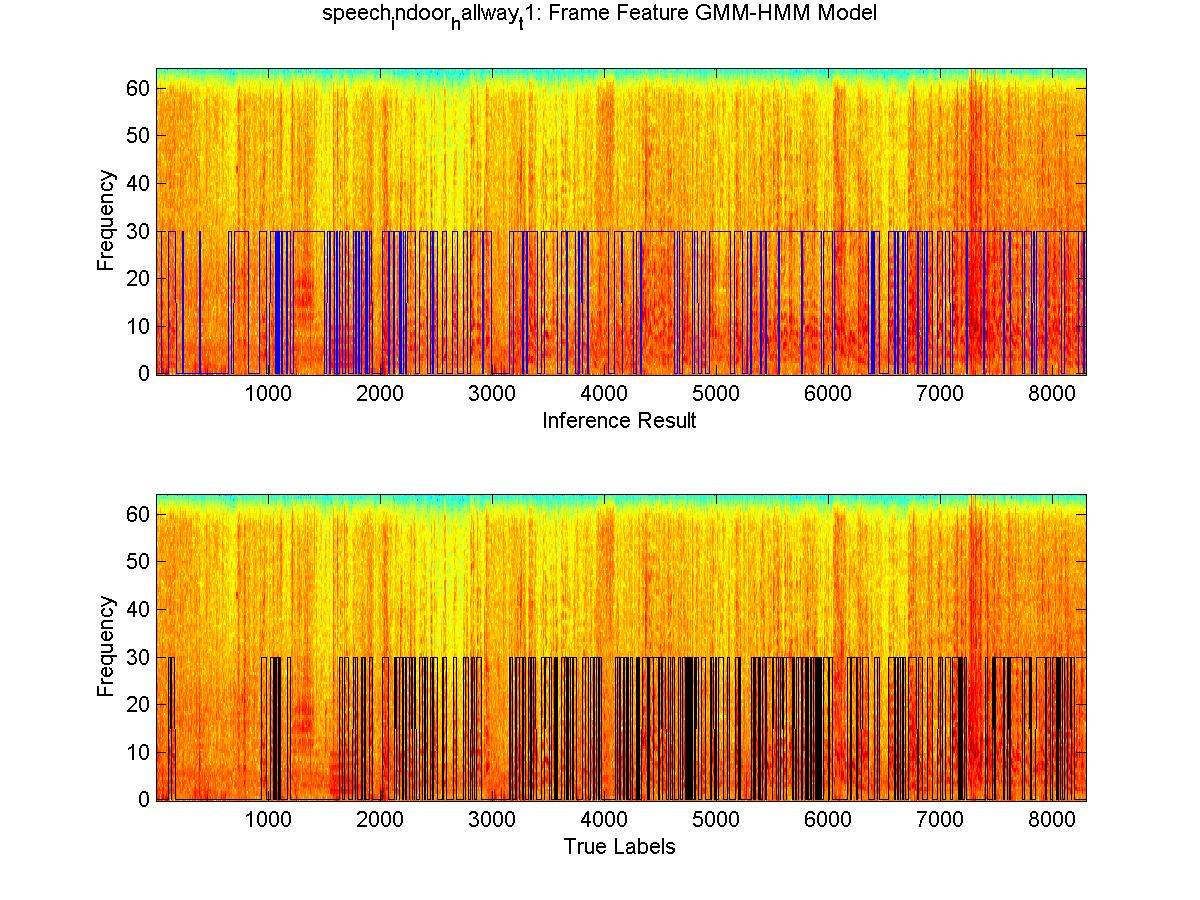 speech_indoor_hallway_t1: Frame Feature GMM-HMM Model
60
50
40
30
20
10
0
Frequency
1000 2000 3000 4000 5000 6000 7000 8000
Inference Result
60
50
40
30
20
10
0
Frequency
1000 2000 3000 4000 5000 6000 7000 8000
True Labels